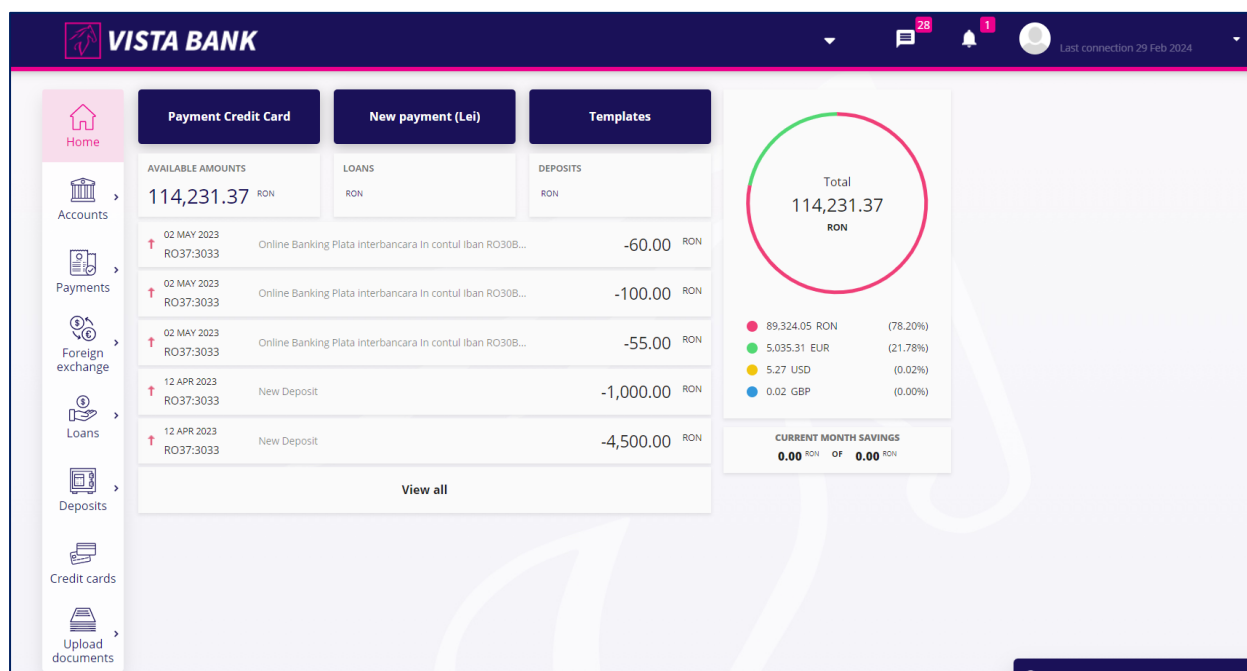 VISTA BANK
28
1
Last connection 29 Feb 2024
Home
Accounts
Payments
Foreign
exchange
Loans
Deposits
Credit cards
Upload
documents
Payment Credit Card
New payment (Lei)
Templates
AVAILABLE AMOUNTS
114,231.37 RON
LOANS
RON
DEPOSITS
RON
02 MAY 2023
RO37:3033
Online Banking Plata interbancara In contul Iban RO30B...
-60.00 RON
02 MAY 2023
RO37:3033
Online Banking Plata interbancara In contul Iban RO30B...
-100.00 RON
02 MAY 2023
RO37:3033
Online Banking Plata interbancara In contul Iban RO30B...
-55.00 RON
12 APR 2023
RO37:3033
New Deposit
-1,000.00 RON
12 APR 2023
RO37:3033
New Deposit
-4,500.00 RON
View all
Total
114,231.37
RON
89,324.05 RON (78.20%)
5,035.31 EUR (21.78%)
5.27 USD (0.02%)
0.02 GBP (0.00%)
CURRENT MONTH SAVINGS
0.00 RON OF 0.00 RON